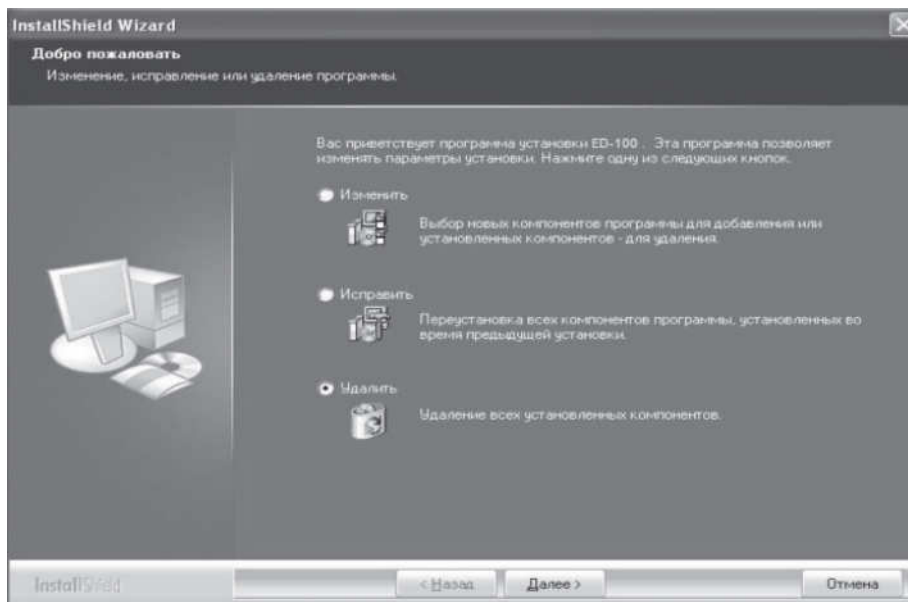 InstallShield Wizard
Добро пожаловать
Изменение, исправление или удаление программы.
Вас приветствует программа установки ED-100 . Эта программа позволяет
изменять параметры установки. Нажмите одну из следующих кнопок.
Изменить
Выбор новых компонентов программы для добавления или
установленных компонентов - для удаления.
Исправить
Переустановка всех компонентов программы, установленных во
время предыдущей установки.
Удалить
Удаление всех установленных компонентов.
InstallShield
< Назад
Далее >
Отмена